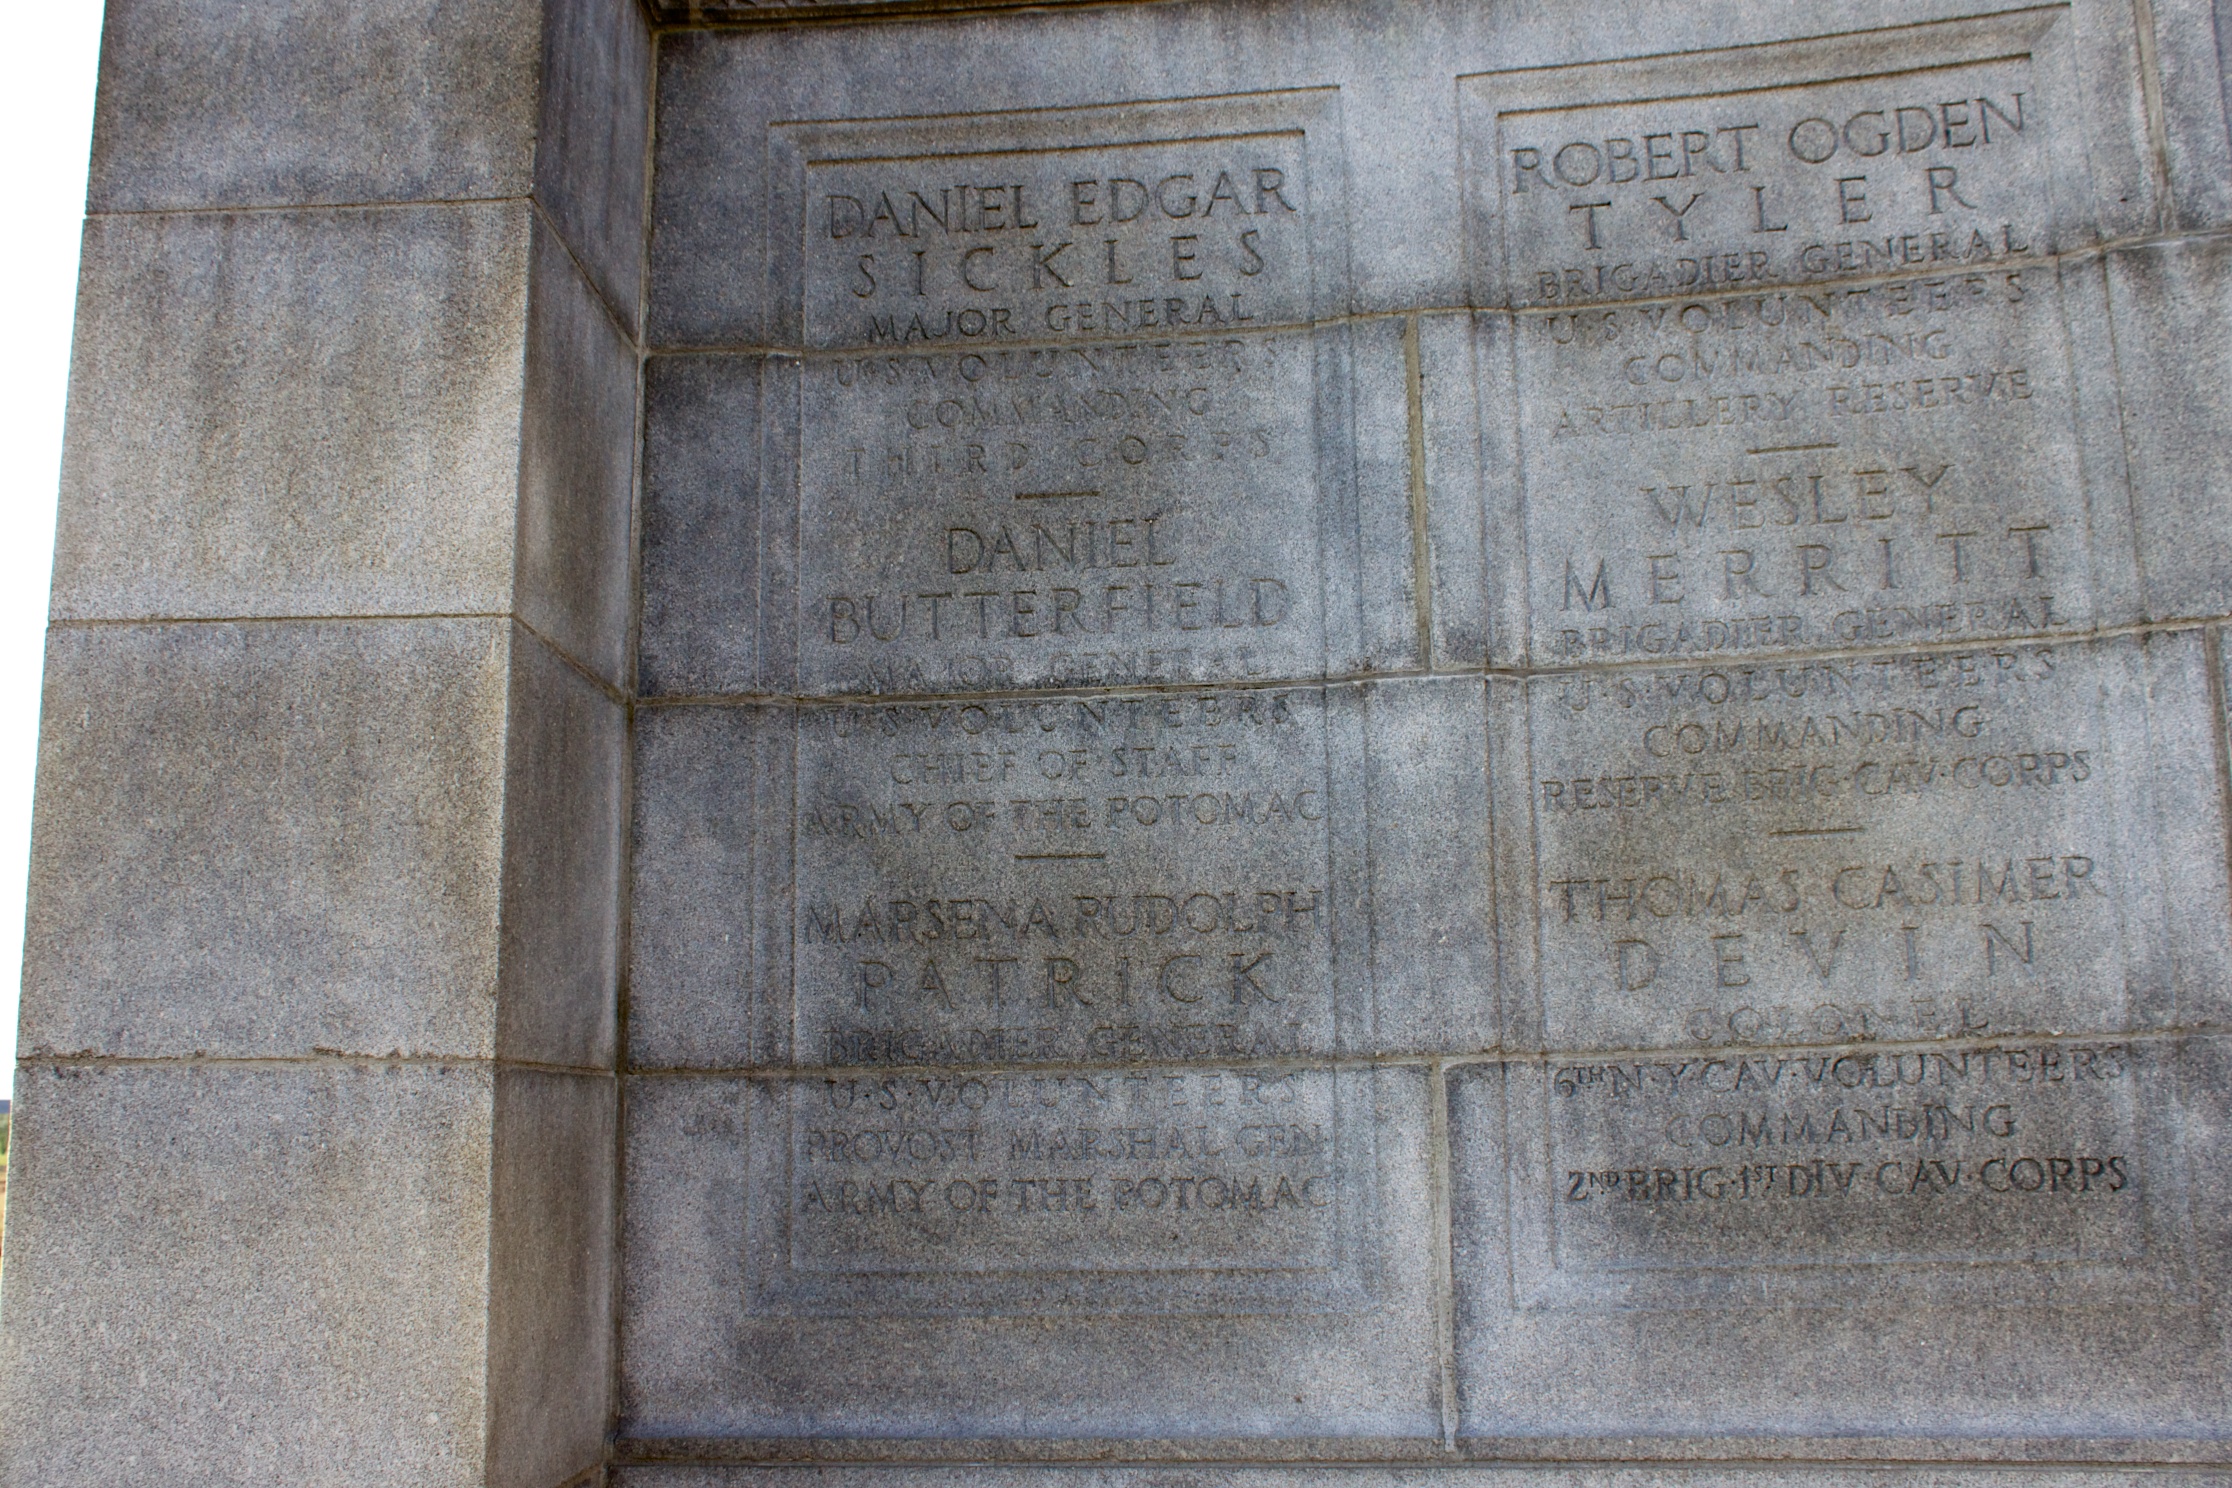 DANIEL EDGAR
SICKLES
MAJOR GENERAL
U·S·VOLUNTEERS
COMMANDING
THIRD CORPS
DANIEL
BUTTERFIELD
MAJOR GENERAL
U·S·VOLUNTEERS
CHIEF OF STAFF
ARMY OF THE POTOMAC
MARSENA RUDOLPH
PATRICK
BRIGADIER GENERAL
U·S·VOLUNTEERS
PROVOST MARSHAL GEN·
ARMY OF THE POTOMAC
ROBERT OGDEN
TYLER
BRIGADIER GENERAL
U·S·VOLUNTEERS
COMMANDING
ARTILLERY RESERVE
WESLEY
MERRITT
BRIGADIER GENERAL
U·S·VOLUNTEERS
COMMANDING
RESERVE BRIG·CAV·CORPS
THOMAS CASIMER
DEVIN
COLONEL
6TH N·Y·CAV·VOLUNTEERS
COMMANDING
2ND BRIG·1ST DIV·CAV·CORPS